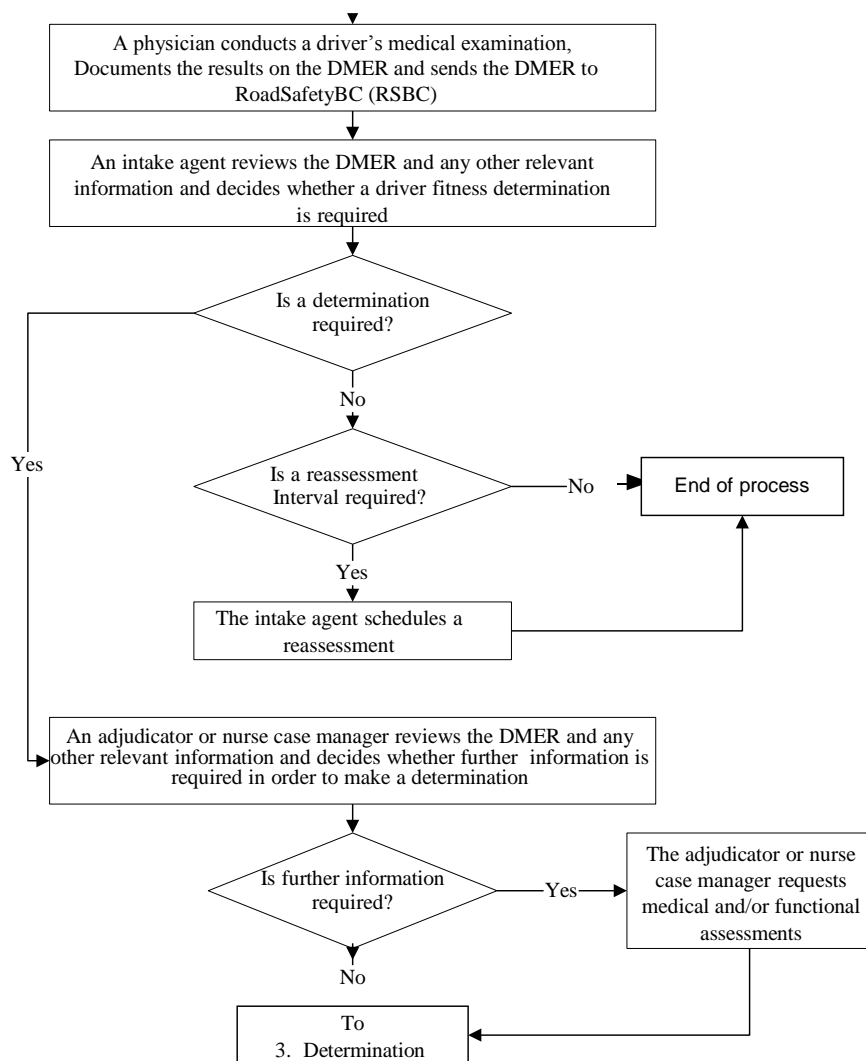 A physician conducts a driver's medical examination,
Documents the results on the DMER and sends the DMER to
RoadSafetyBC (RSBC)
An intake agent reviews the DMER and any other relevant
information and decides whether a driver fitness determination
is required
Is a determination
required?
No
Yes
Is a reassessment
Interval required?
No
End of process
Yes
The intake agent schedules a
reassessment
An adjudicator or nurse case manager reviews the DMER and any
other relevant information and decides whether further information is
required in order to make a determination
Is further information
required?
Yes
The adjudicator or nurse
case manager requests
medical and/or functional
assessments
No
To
3. Determination